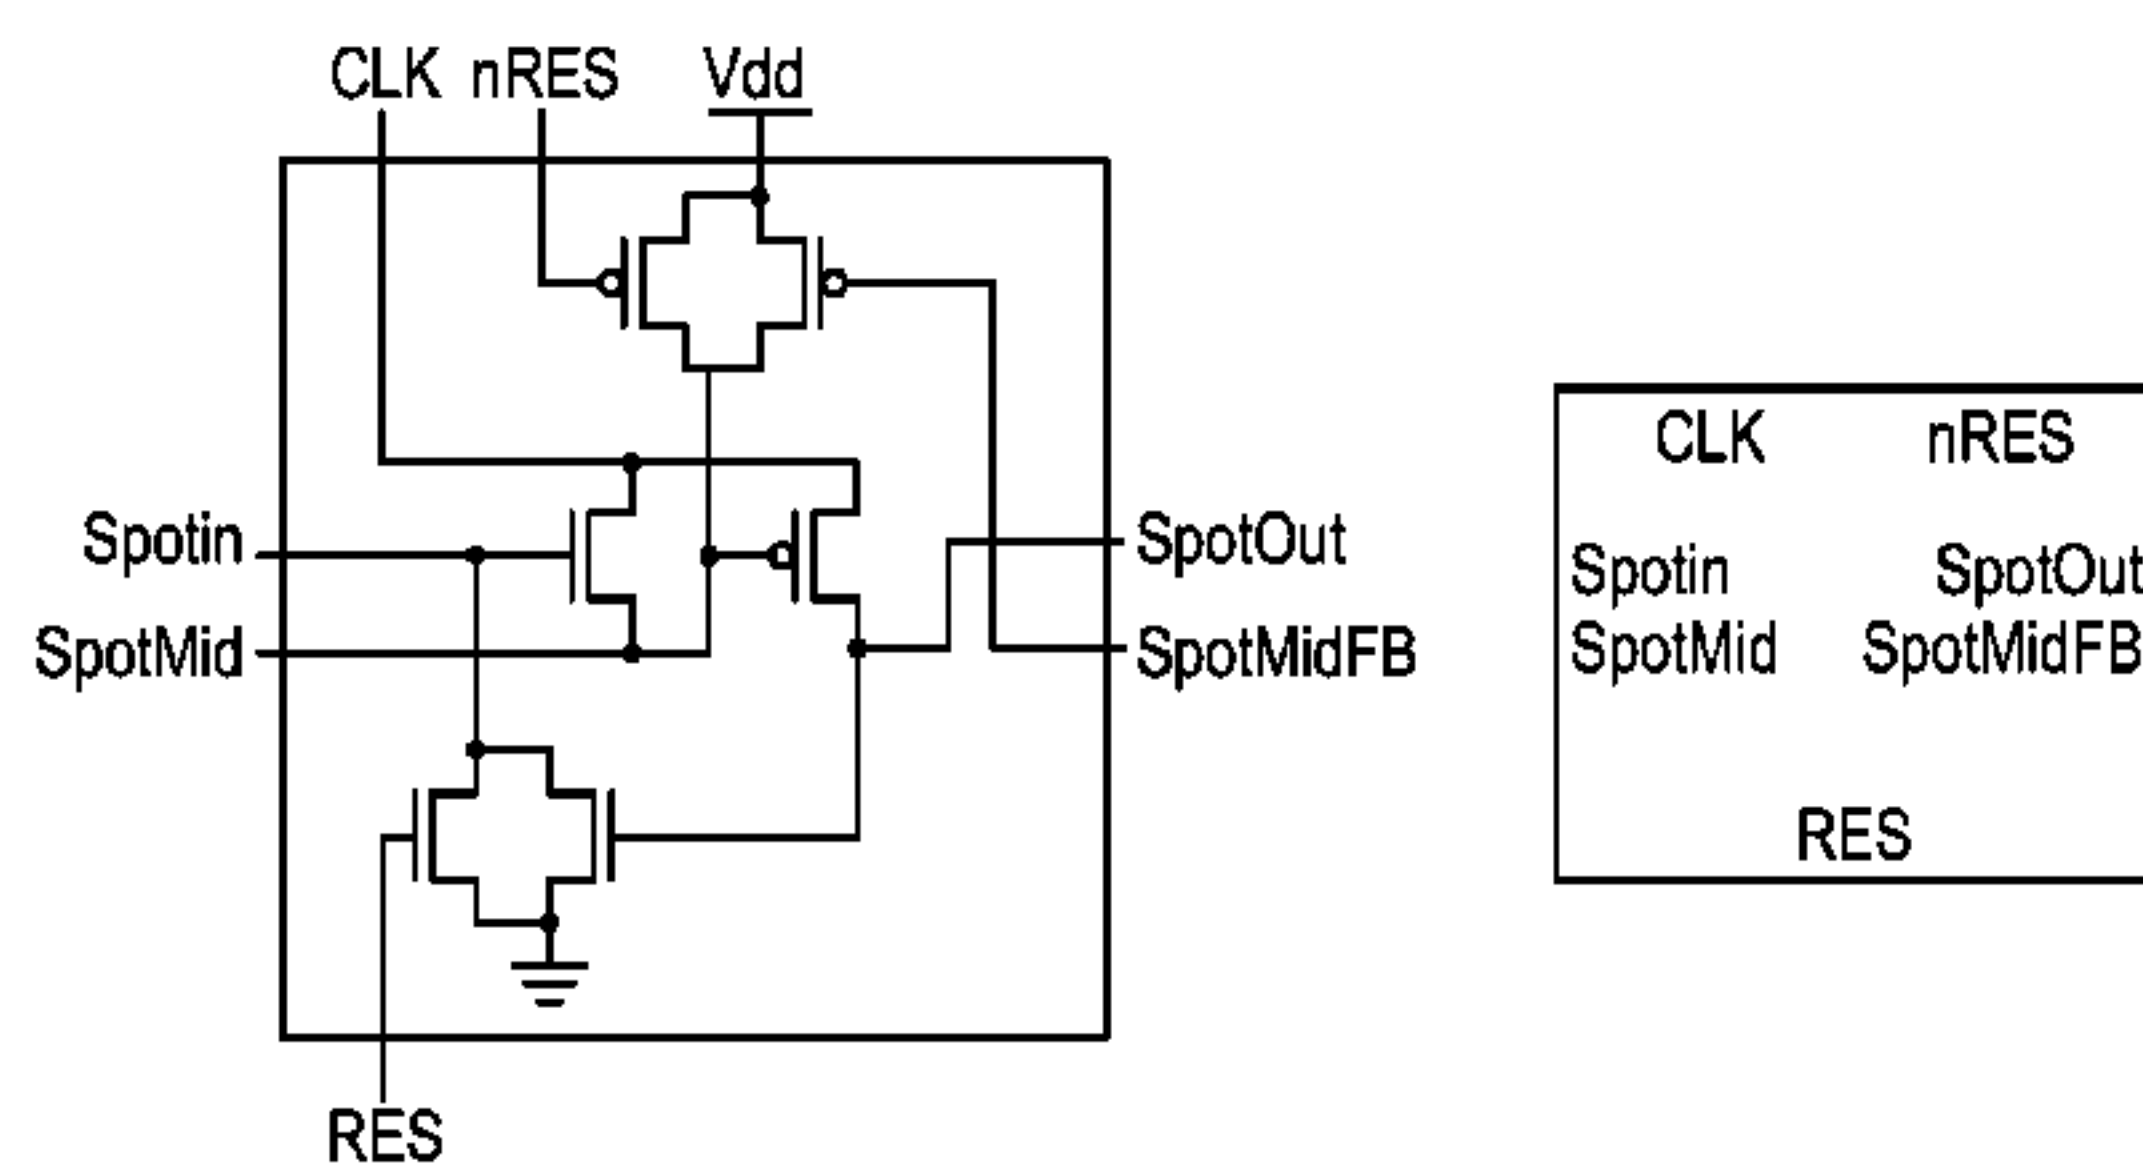 CLK nRES Vdd
Spotin
SpotMid
SpotOut
SpotMidFB
RES
CLK nRES
Spotin SpotOut
SpotMid SpotMidFB
RES